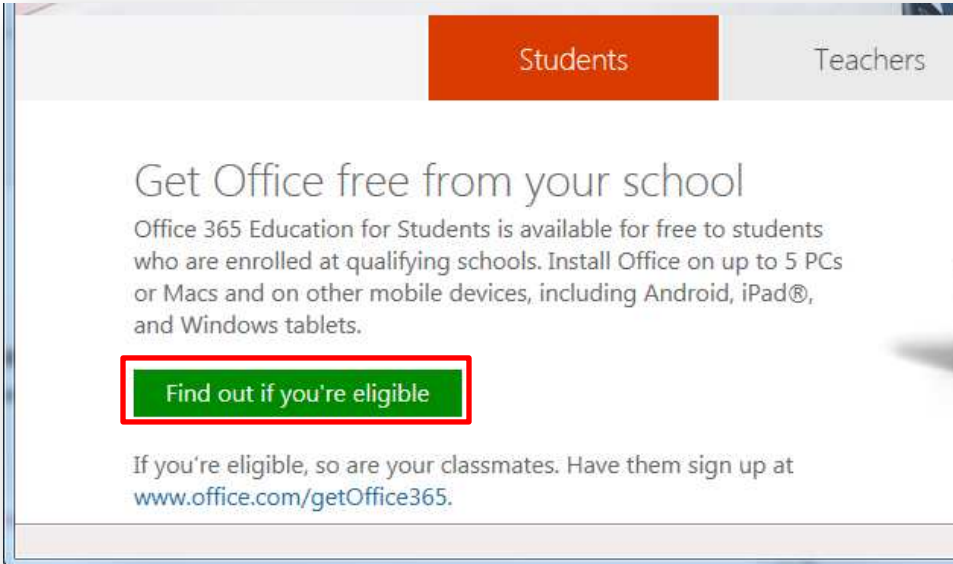 Students
Teachers
Get Office free from your school
Office 365 Education for Students is available for free to students
who are enrolled at qualifying schools. Install Office on up to 5 PCs
or Macs and on other mobile devices, including Android, iPad®,
and Windows tablets.
Find out if you're eligible
If you're eligible, so are your classmates. Have them sign up at
www.office.com/getOffice365.